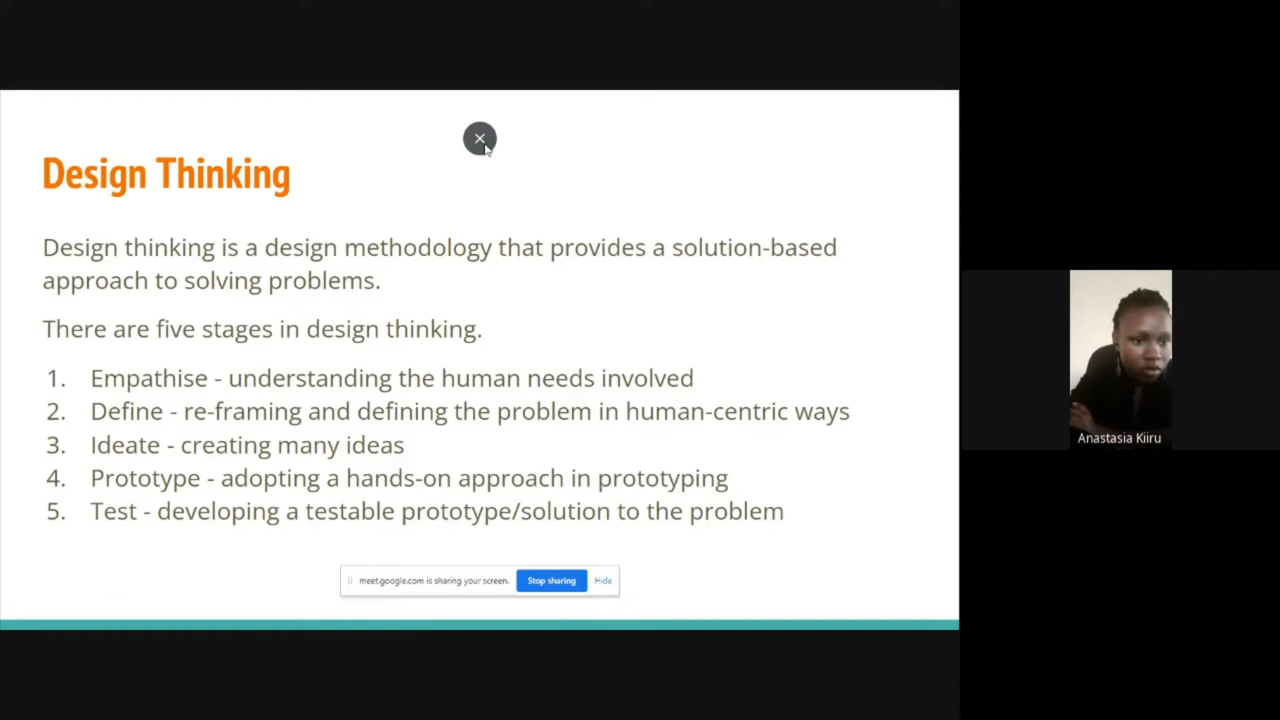 Design Thinking
Design thinking is a design methodology that provides a solution-based
approach to solving problems.
There are five stages in design thinking.
1. Empathise - understanding the human needs involved
2. Define - re-framing and defining the problem in human-centric ways
3. Ideate - creating many ideas
4. Prototype - adopting a hands-on approach in prototyping
5. Test - developing a testable prototype/solution to the problem
meet.google.com is sharing your screen. Stop sharing Hide
Anastasia Kiiru